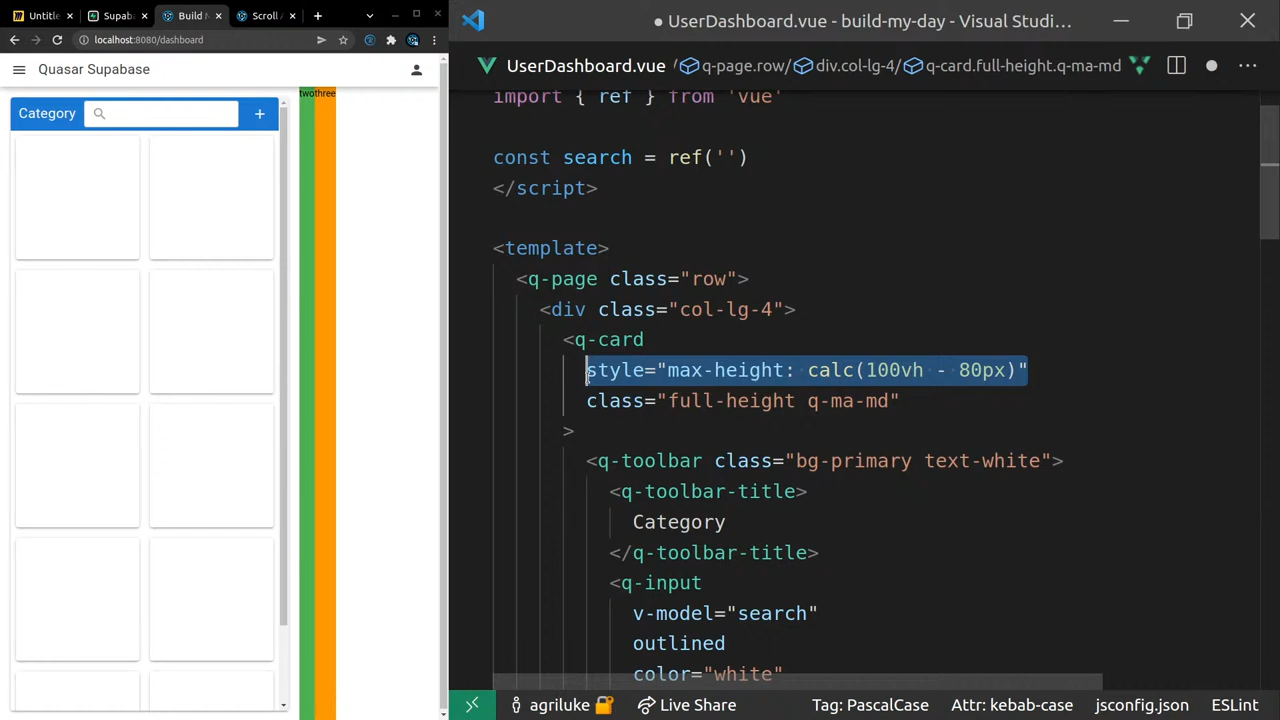 Untitle
Supaba
Build M
Scroll A
localhost:8080/dashboard
Quasar Supabase
Category
twothree
UserDashboard.vue - build-my-day - Visual Studi...
UserDashboard.vue
q-page.row
div.col-lg-4
q-card.full-height.q-ma-md
import { ref } from 'vue'
const search = ref('')
</script>
<template>
<q-page class="row">
<div class="col-lg-4">
<q-card
style="max-height: calc(100vh - 80px)"
class="full-height q-ma-md"
>
<q-toolbar class="bg-primary text-white">
<q-toolbar-title>
Category
</q-toolbar-title>
<q-input
v-model="search"
outlined
color="white"
agriluke
Live Share
Tag: PascalCase
Attr: kebab-case
jsconfig.json
ESLint